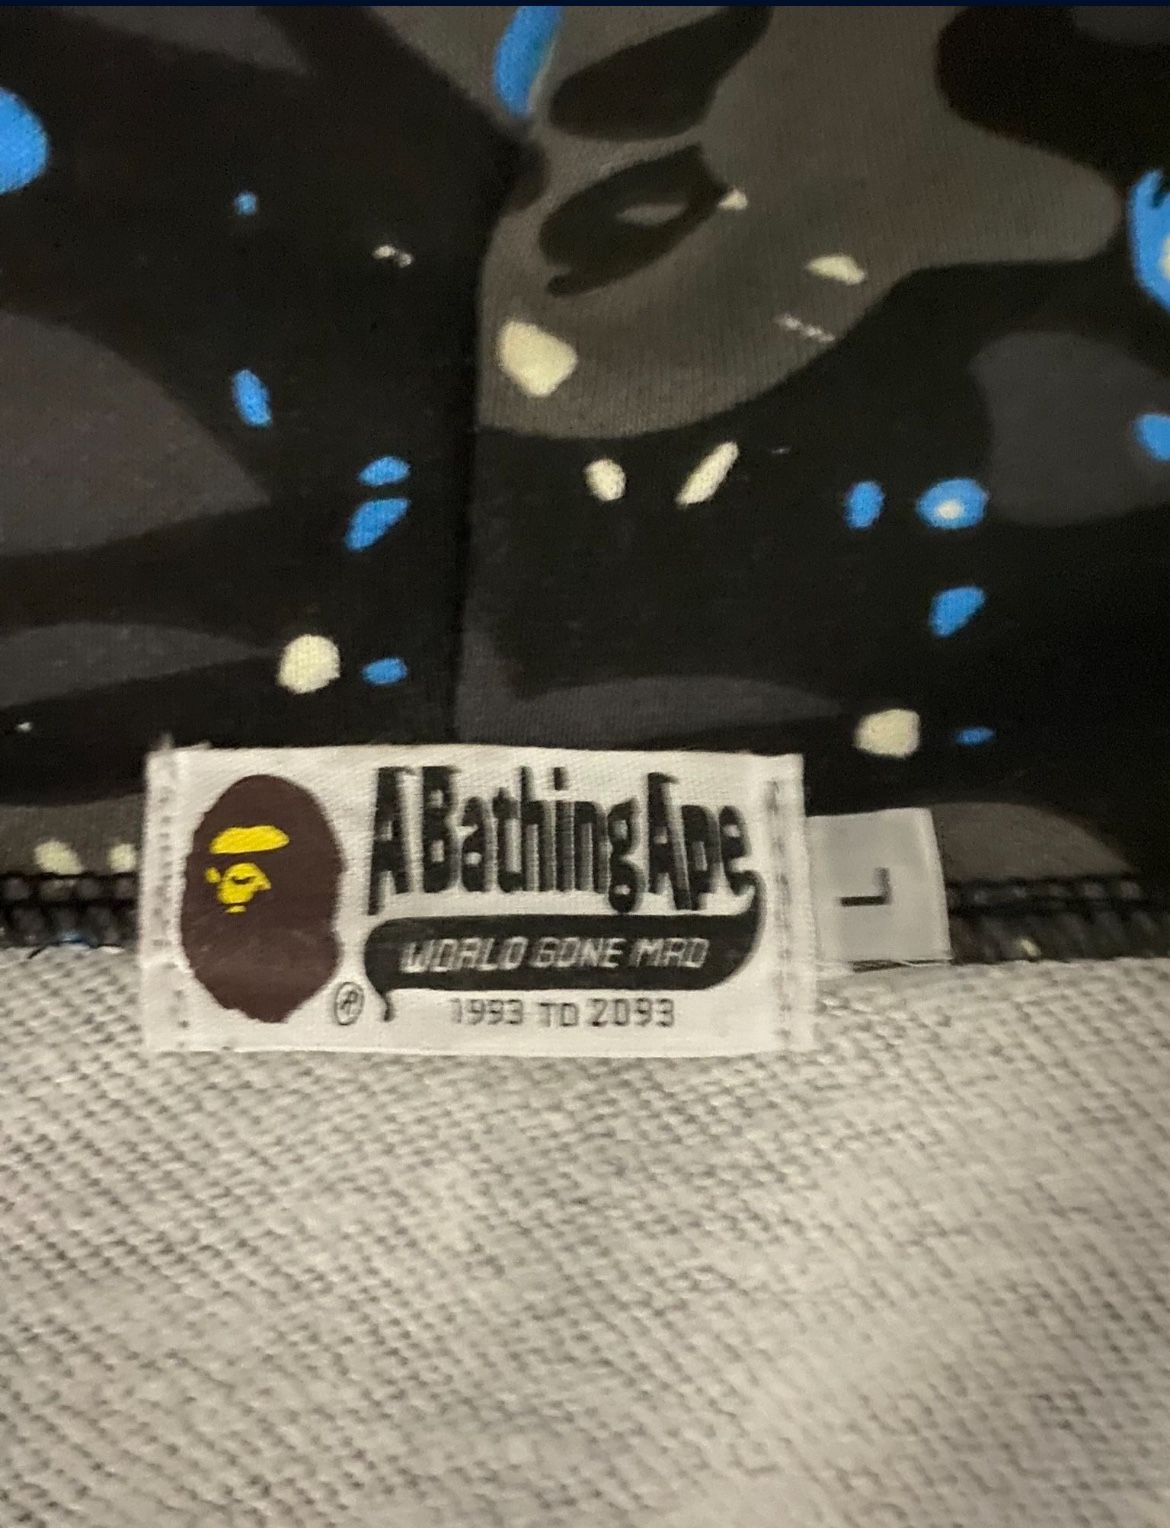 A Bathing Ape
WORLD GONE MAD
1993 TO 2093
®
L